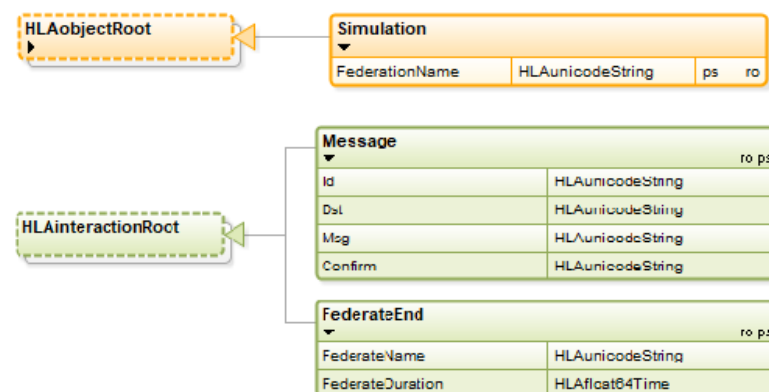 HLAobjectRoot
Simulation
FederationName HLAunicodeString ps ro
Message
ro ps
Id HLAunicodeString
Dst HLAunicodeString
Msg HLAunicodeString
Confirm HLAunicodeString
HLAinteractionRoot
FederateEnd
ro ps
FederateName HLAunicodeString
FederateDuration HLAfloat64Time